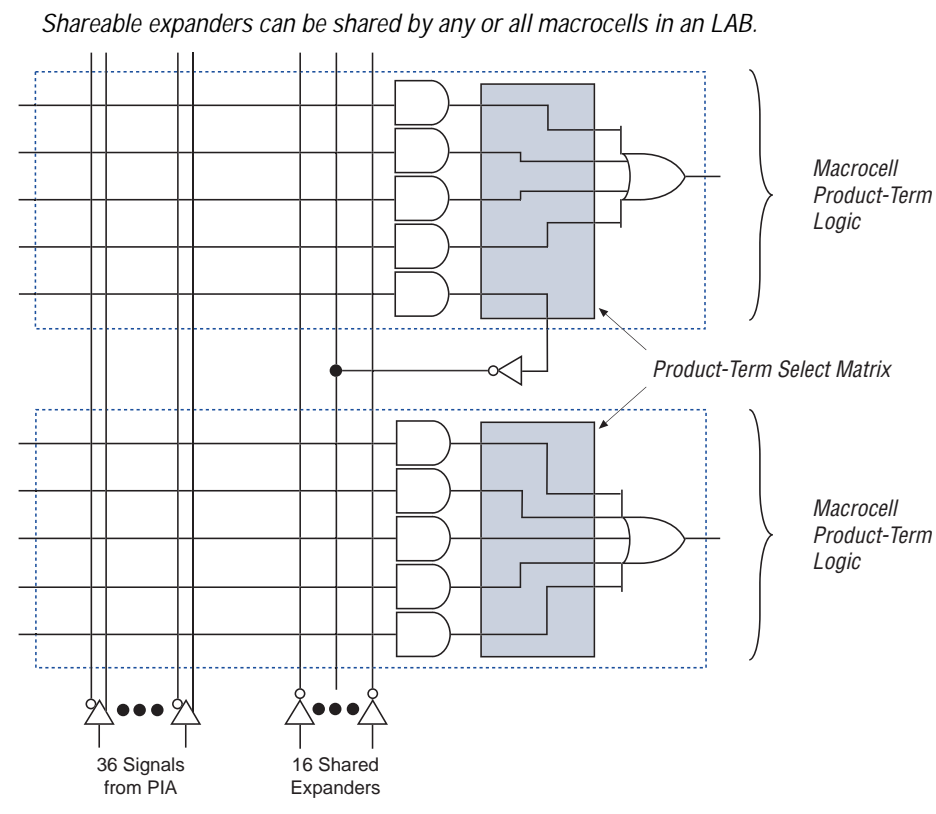 Shareable expanders can be shared by any or all macrocells in an LAB.
Macrocell
Product-Term
Logic
Product-Term Select Matrix
Macrocell
Product-Term
Logic
36 Signals
from PIA
16 Shared
Expanders